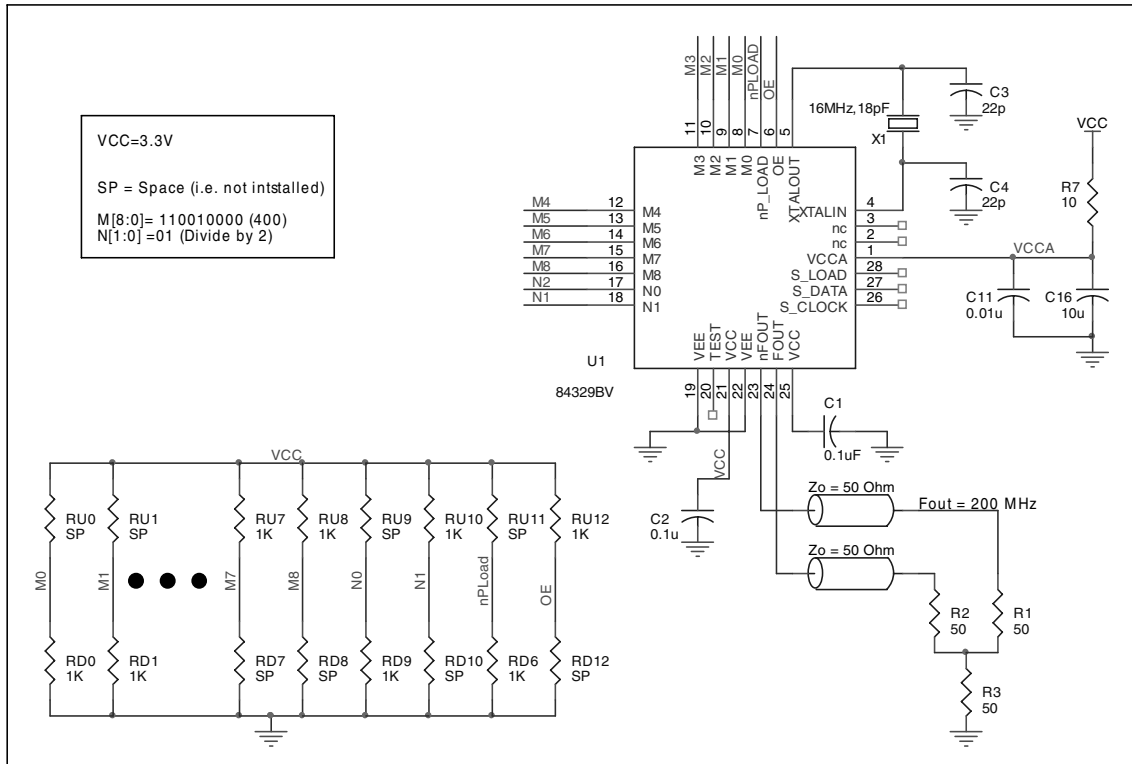 VCC=3.3V
SP = Space (i.e. not intstalled)
M[8:0]= 110010000 (400)
N[1:0] =01 (Divide by 2)
M3
M2
M1
M0
nPLOAD
OE
11
10
9
8
7
6
5
M3
M2
M1
M0
nP_LOAD
OE
XTALOUT
16MHz, 18pF
X1
C3
22p
C4
22p
VCC
R7
10
VCCA
C11
0.01u
C16
10u
M4 12 M4
M5 13 M5
M6 14 M6
M7 15 M7
M8 16 M8
N2 17 N0
N1 18 N1
XTALIN 4
nc 3
nc 2
VCCA 1
S_LOAD 28
S_DATA 27
S_CLOCK 26
VEE
TEST
VCC
VEE
nFOUT
FOUT
VCC
U1
84329BV
19
20
21
22
23
24
25
C1
0.1uF
VCC
C2
0.1u
Zo = 50 Ohm
Fout = 200 MHz
Zo = 50 Ohm
R2
50
R1
50
R3
50
VCC
RU0
SP
RU1
SP
RU7
1K
RU8
1K
RU9
SP
RU10
1K
RU11
SP
RU12
1K
M0
M1
M7
M8
N0
N1
nPLoad
OE
RD0
1K
RD1
1K
RD7
SP
RD8
SP
RD9
1K
RD10
SP
RD6
1K
RD12
SP